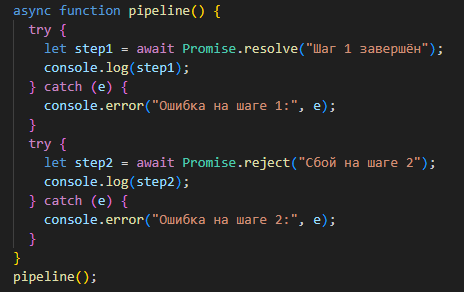 async function pipeline() {
try {
let step1 = await Promise.resolve("Шаг 1 завершён");
console.log(step1);
} catch (e) {
console.error("Ошибка на шаге 1:", e);
}
try {
let step2 = await Promise.reject("Сбой на шаге 2");
console.log(step2);
} catch (e) {
console.error("Ошибка на шаге 2:", e);
}
}
pipeline();